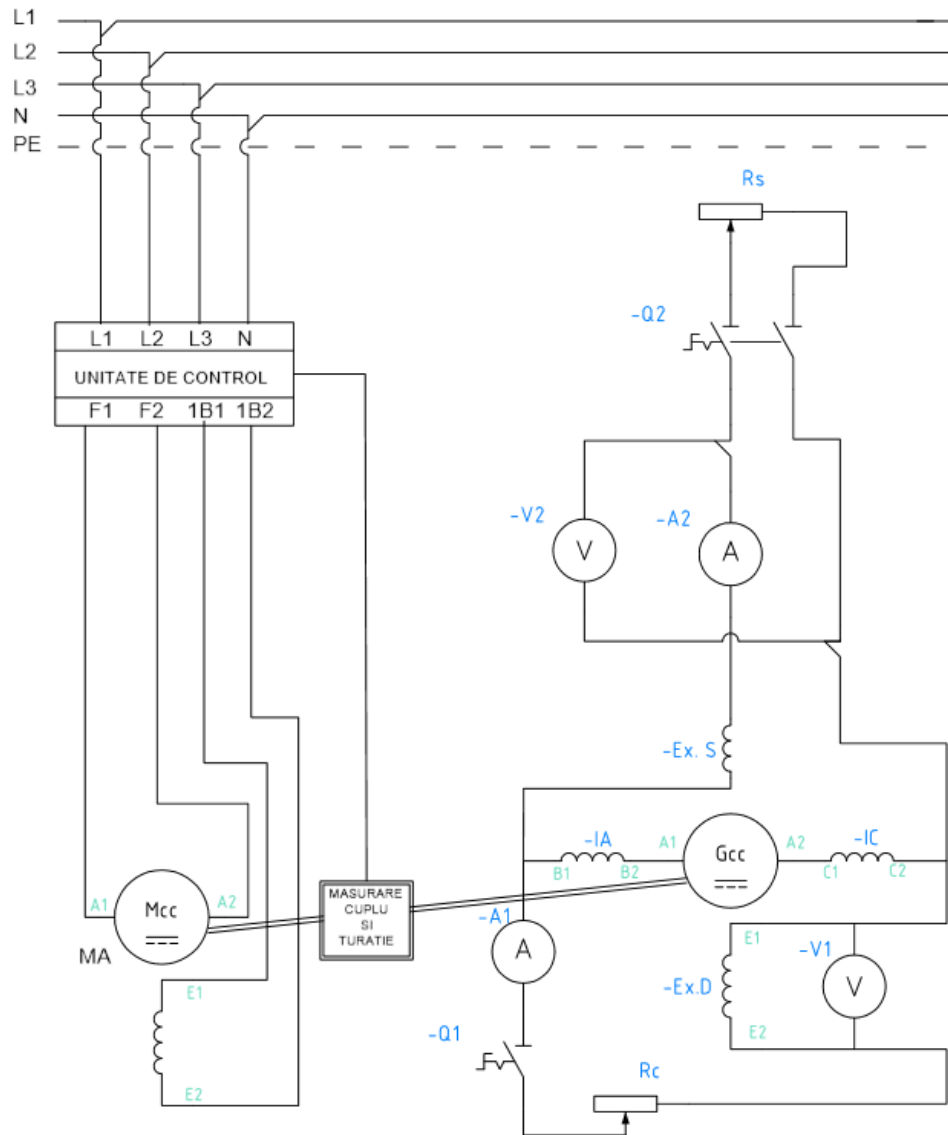 L1
L2
L3
N
PE
Rs
-Q2
L1 L2 L3 N
UNITATE DE CONTROL
F1 F2 1B1 1B2
-V2
V
-A2
A
-Ex. S
-IA
A1
Gcc
A2
-IC
B1 B2
C1 C2
A1
Mcc
A2
MA
MASURARE
CUPLU
SI
TURATIE
-A1
A
E1
-V1
-Ex.D
V
E2
E1
-Q1
Rc
E2